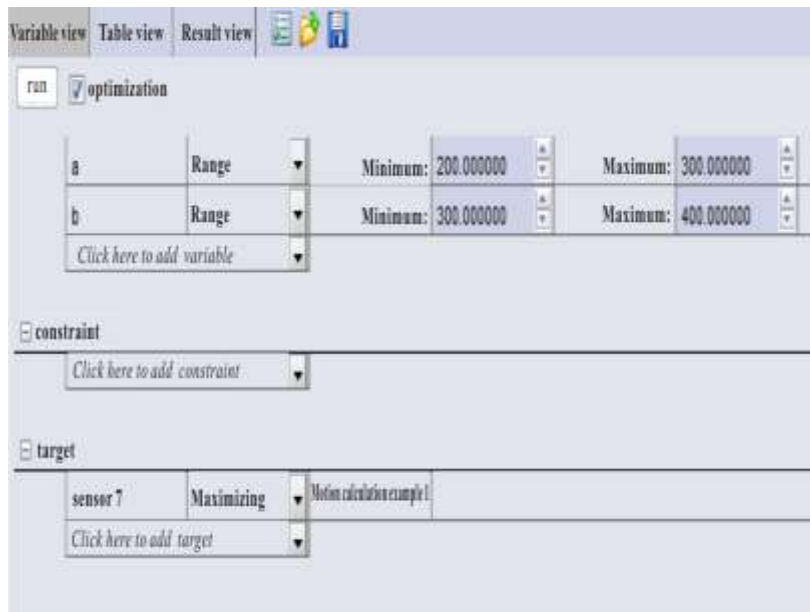 Variable view Table view Result view
run optimization
a Range Minimum: 200.000000 Maximum: 300.000000
b Range Minimum: 300.000000 Maximum: 400.000000
Click here to add variable
constraint
Click here to add constraint
target
sensor 7 Maximizing Motion calculation example 1
Click here to add target